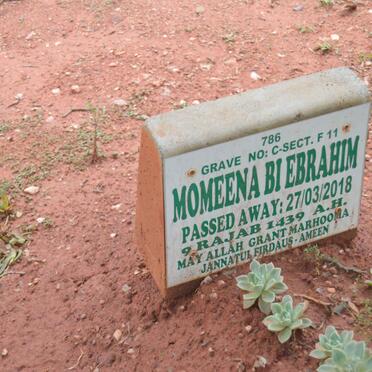 786
GRAVE NO: C-SECT. F 11
MOMEENA BI EBRAHIM
PASSED AWAY: 27/03/2018
9 RAJAB 1439 A.H.
MAY ALLAH GRANT MARHOOMA
JANNATUL FIRDAUS - AMEEN